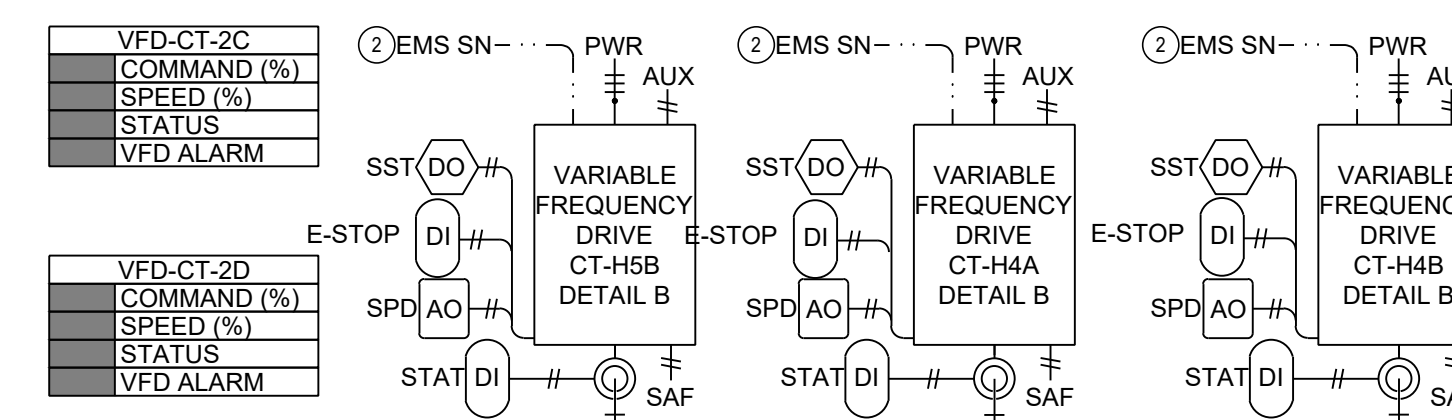 VFD-CT-2C
COMMAND (%)
SPEED (%)
STATUS
VFD ALARM
VFD-CT-2D
COMMAND (%)
SPEED (%)
STATUS
VFD ALARM
2 EMS SN
PWR
AUX
SST DO
E-STOP DI
SPD AO
STAT DI
VARIABLE
FREQUENCY
DRIVE
CT-H5B
DETAIL B
SAF
2 EMS SN
PWR
AUX
SST DO
E-STOP DI
SPD AO
STAT DI
VARIABLE
FREQUENCY
DRIVE
CT-H4A
DETAIL B
SAF
2 EMS SN
PWR
SST DO
E-STOP DI
SPD AO
STAT DI
DRIVE
CT-H4B
DETAIL B